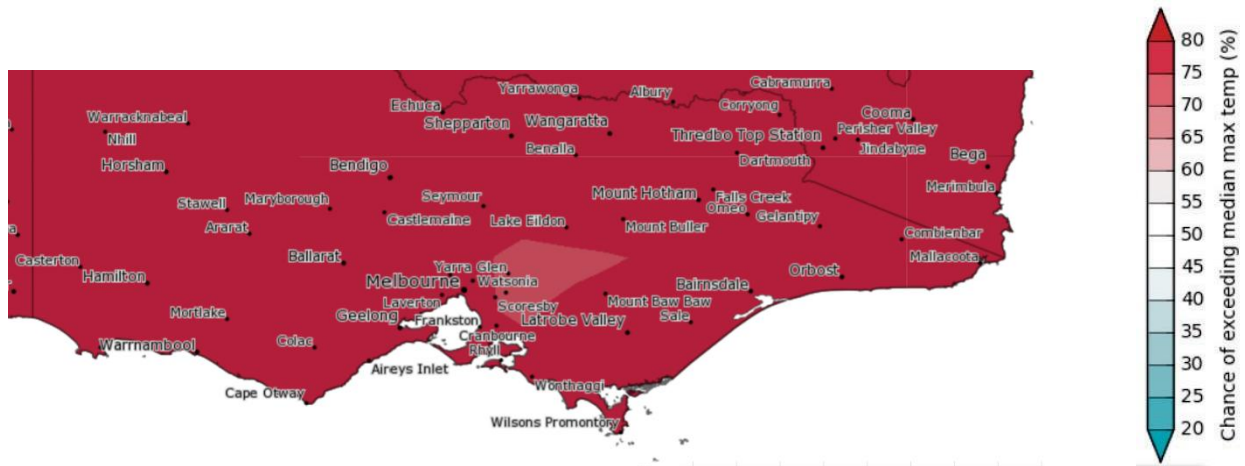 Yarrawonga
Albury
Cabramurra
Echuca
Corryong
Warracknabeal
Shepparton
Wangaratta
Cooma
Nhill
Thredbo Top Station
Perisher Valley
Benalla
Jindabyne
Horsham
Bendigo
Dartmouth
Bega
Merimbula
Stawell
Maryborough
Seymour
Mount Hotham
Falls Creek
Omeo
Gelantipy
Ararat
Castlemaine
Lake Eildon
Mount Buller
Combienbar
Casterton
Ballarat
Mallacoota
Hamilton
Yarra Glen
Orbost
Melbourne
Watsonia
Bairnsdale
Laverton
Scoresby
Mount Baw Baw
Mortlake
Geelong
Frankston
Latrobe Valley
Sale
Warrnambool
Colac
Cranbourne
Rhyll
Aireys Inlet
Wonthaggi
Cape Otway
Wilsons Promontory
80
75
70
65
60
55
50
45
40
35
30
25
20
Chance of exceeding median max temp (%)